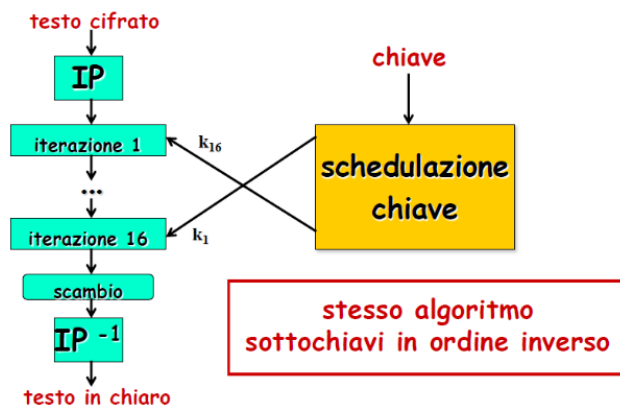 testo cifrato
IP
iterazione 1
...
iterazione 16
scambio
IP -1
testo in chiaro
k16
k1
chiave
schedulazione
chiave
stesso algoritmo
sottochiavi in ordine inverso